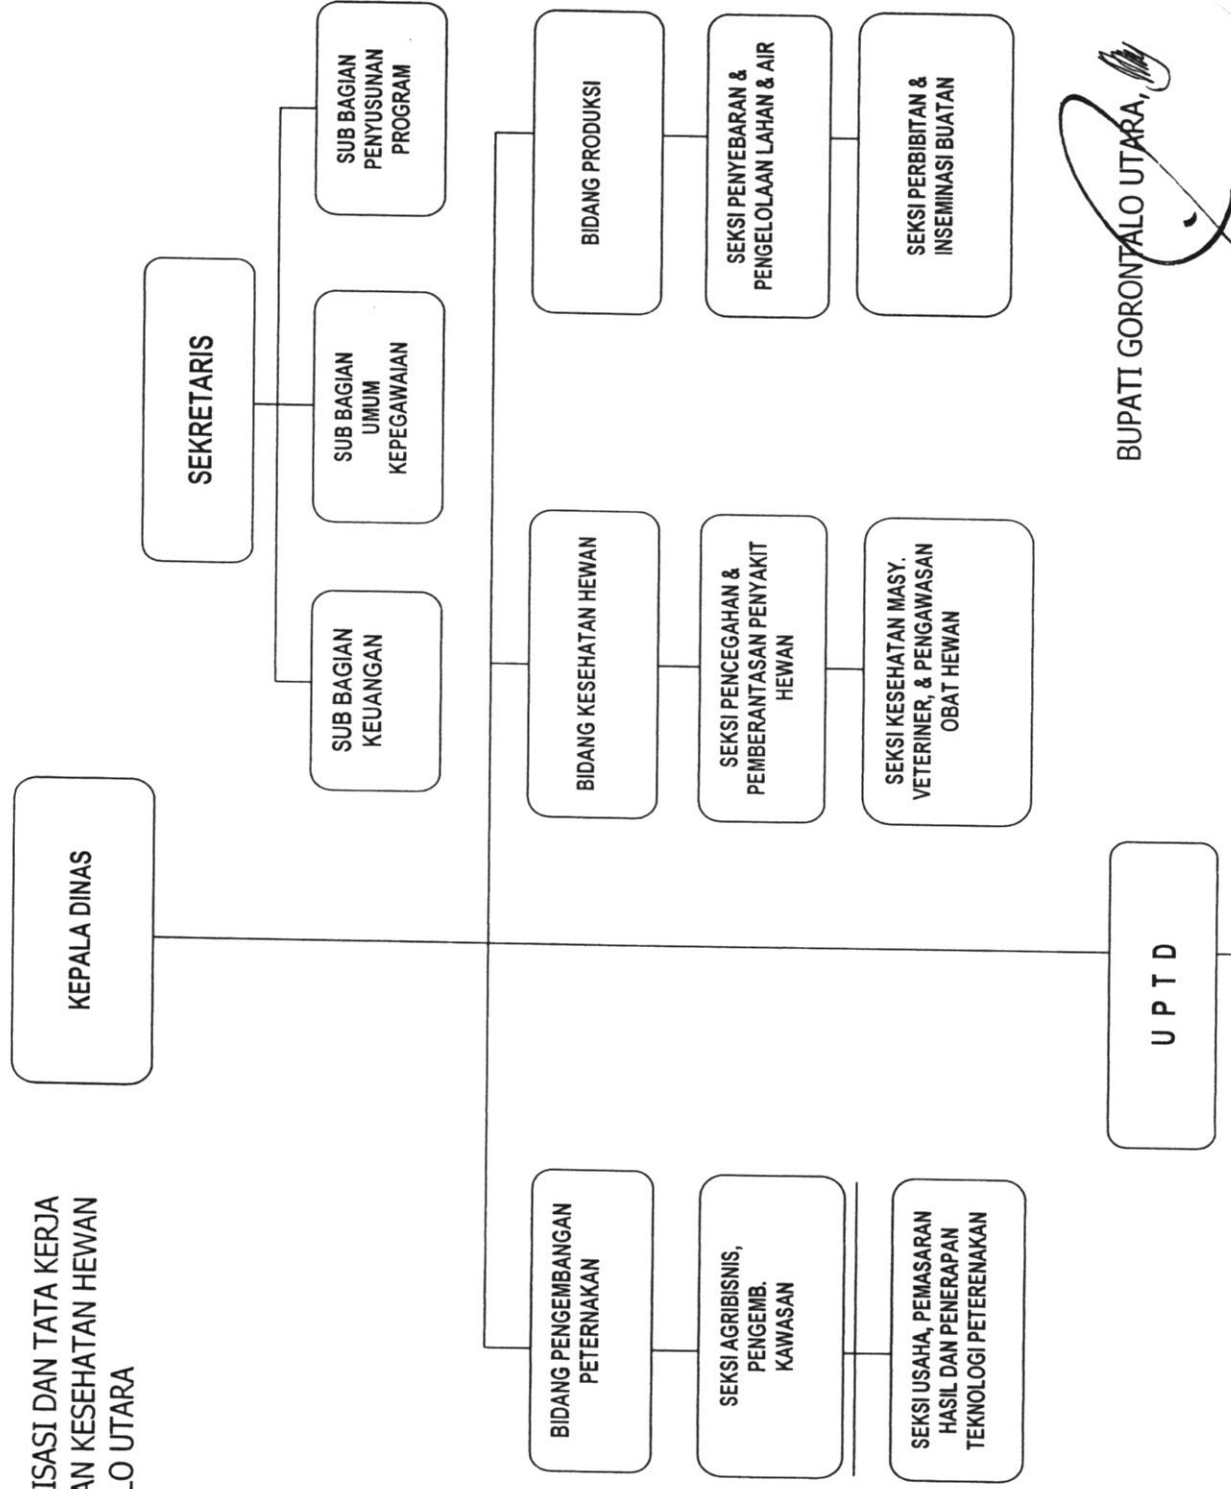 ISASI DAN TATA KERJA
AN KESEHATAN HEWAN
LO UTARA
KEPALA DINAS
SEKRETARIS
SUB BAGIAN
KEUANGAN
SUB BAGIAN
UMUM
KEPEGAWAIAN
SUB BAGIAN
PENYUSUNAN
PROGRAM
BIDANG PENGEMBANGAN
PETERNAKAN
SEKSI AGRIBISNIS,
PENGEMB.
KAWASAN
SEKSI USAHA, PEMASARAN
HASIL DAN PENERAPAN
TEKNOLOGI PETERENAKAN
BIDANG KESEHATAN HEWAN
SEKSI PENCEGAHAN &
PEMBERANTASAN PENYAKIT
HEWAN
SEKSI KESEHATAN MASY.
VETERINER, & PENGAWASAN
OBAT HEWAN
BIDANG PRODUKSI
SEKSI PENYEBARAN &
PENGELOLAAN LAHAN & AIR
SEKSI PERBIBITAN &
INSEMINASI BUATAN
U P T D
BUPATI GORONTALO UTARA,